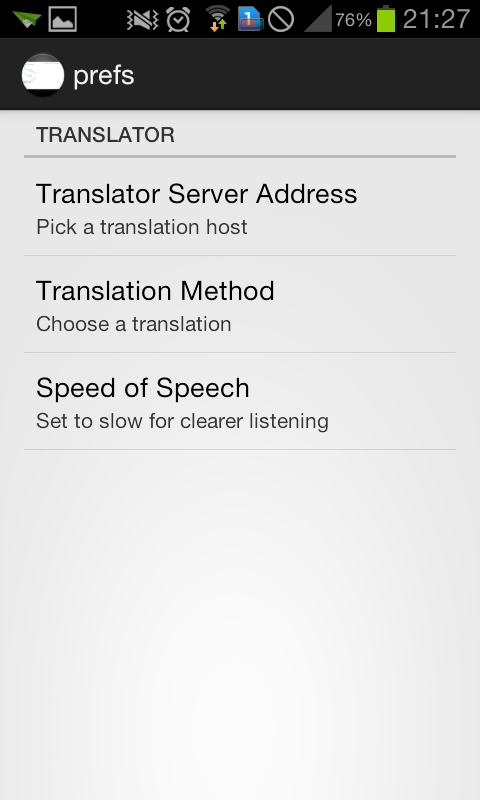 76% 21:27
prefs
TRANSLATOR
Translator Server Address
Pick a translation host
Translation Method
Choose a translation
Speed of Speech
Set to slow for clearer listening